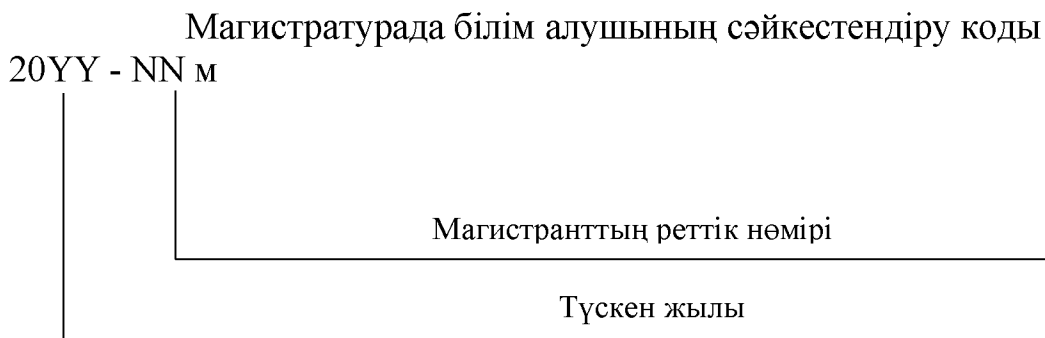 Магистратурада білім алушының сәйкестендіру коды
20YY - NN м
Магистранттың реттік нөмірі
Түскен жылы